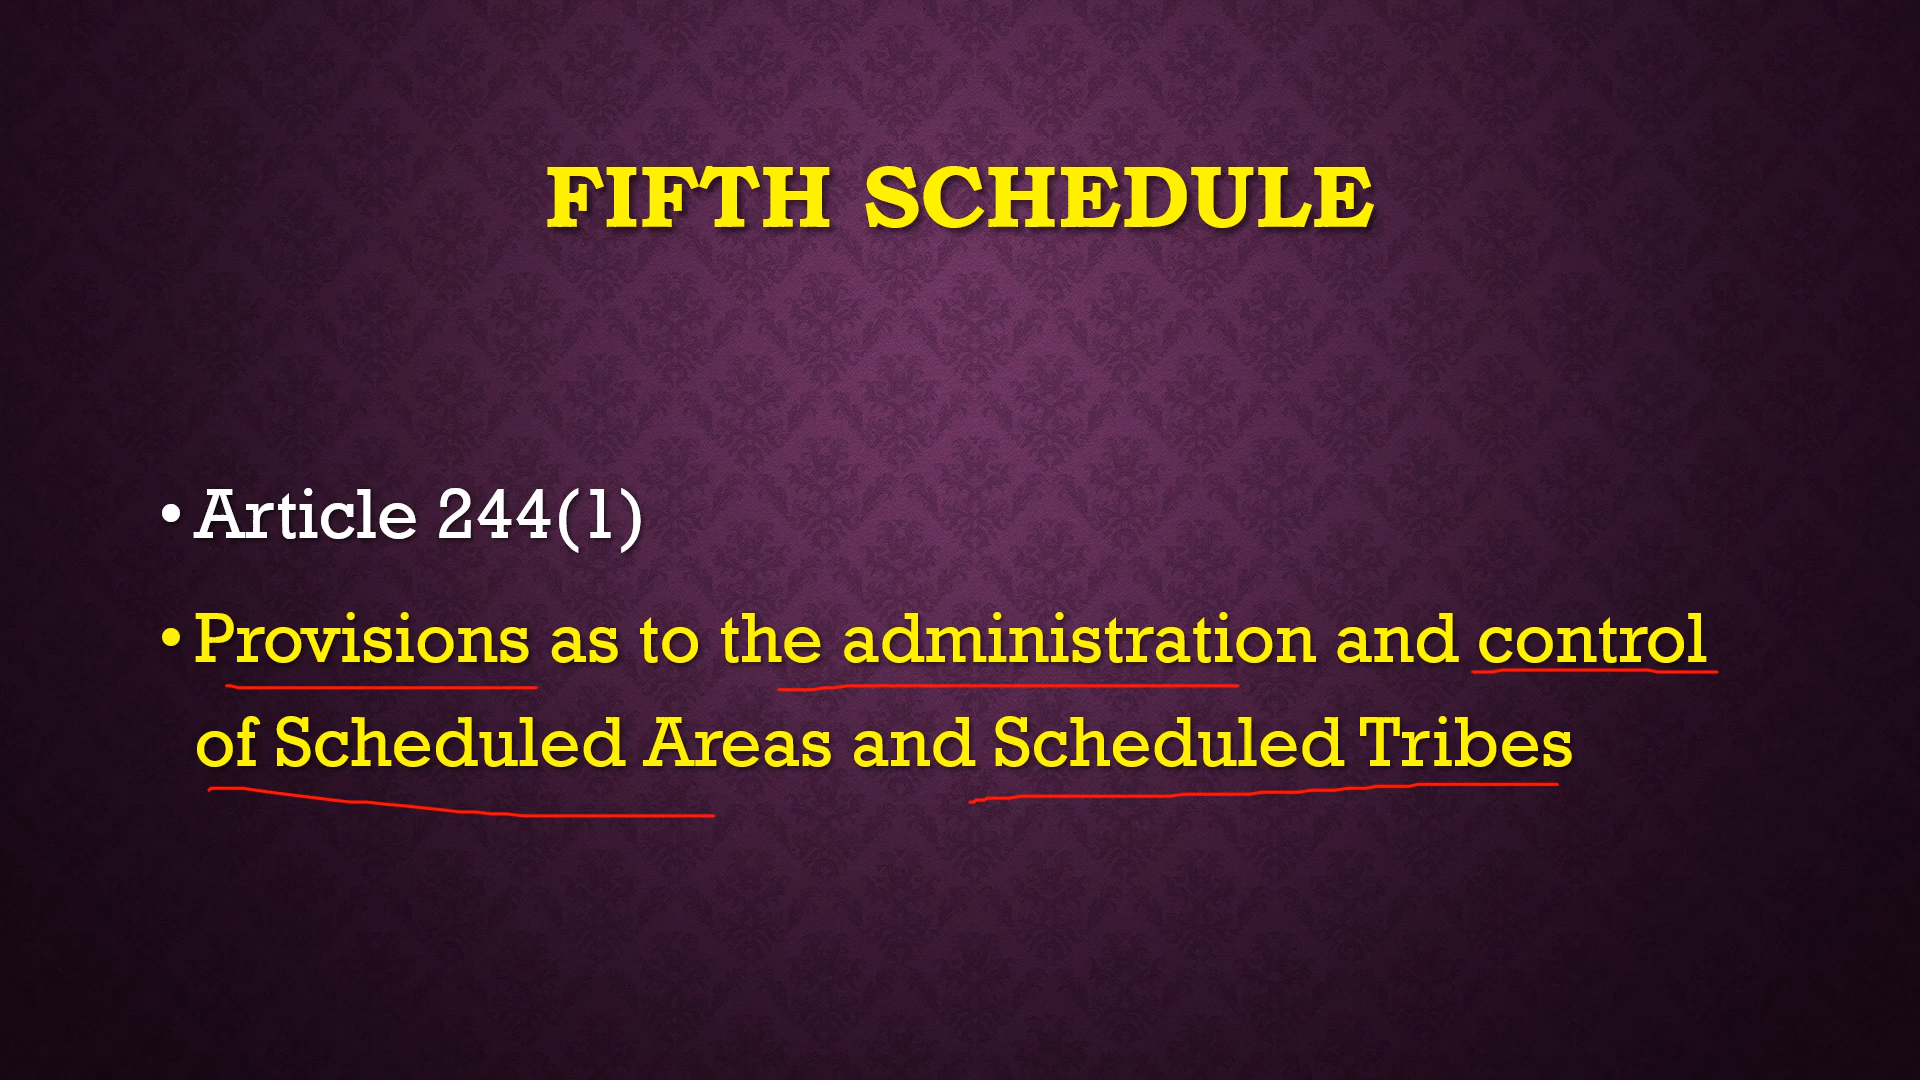 FIFTH SCHEDULE
• Article 244(1)
• Provisions as to the administration and control
of Scheduled Areas and Scheduled Tribes